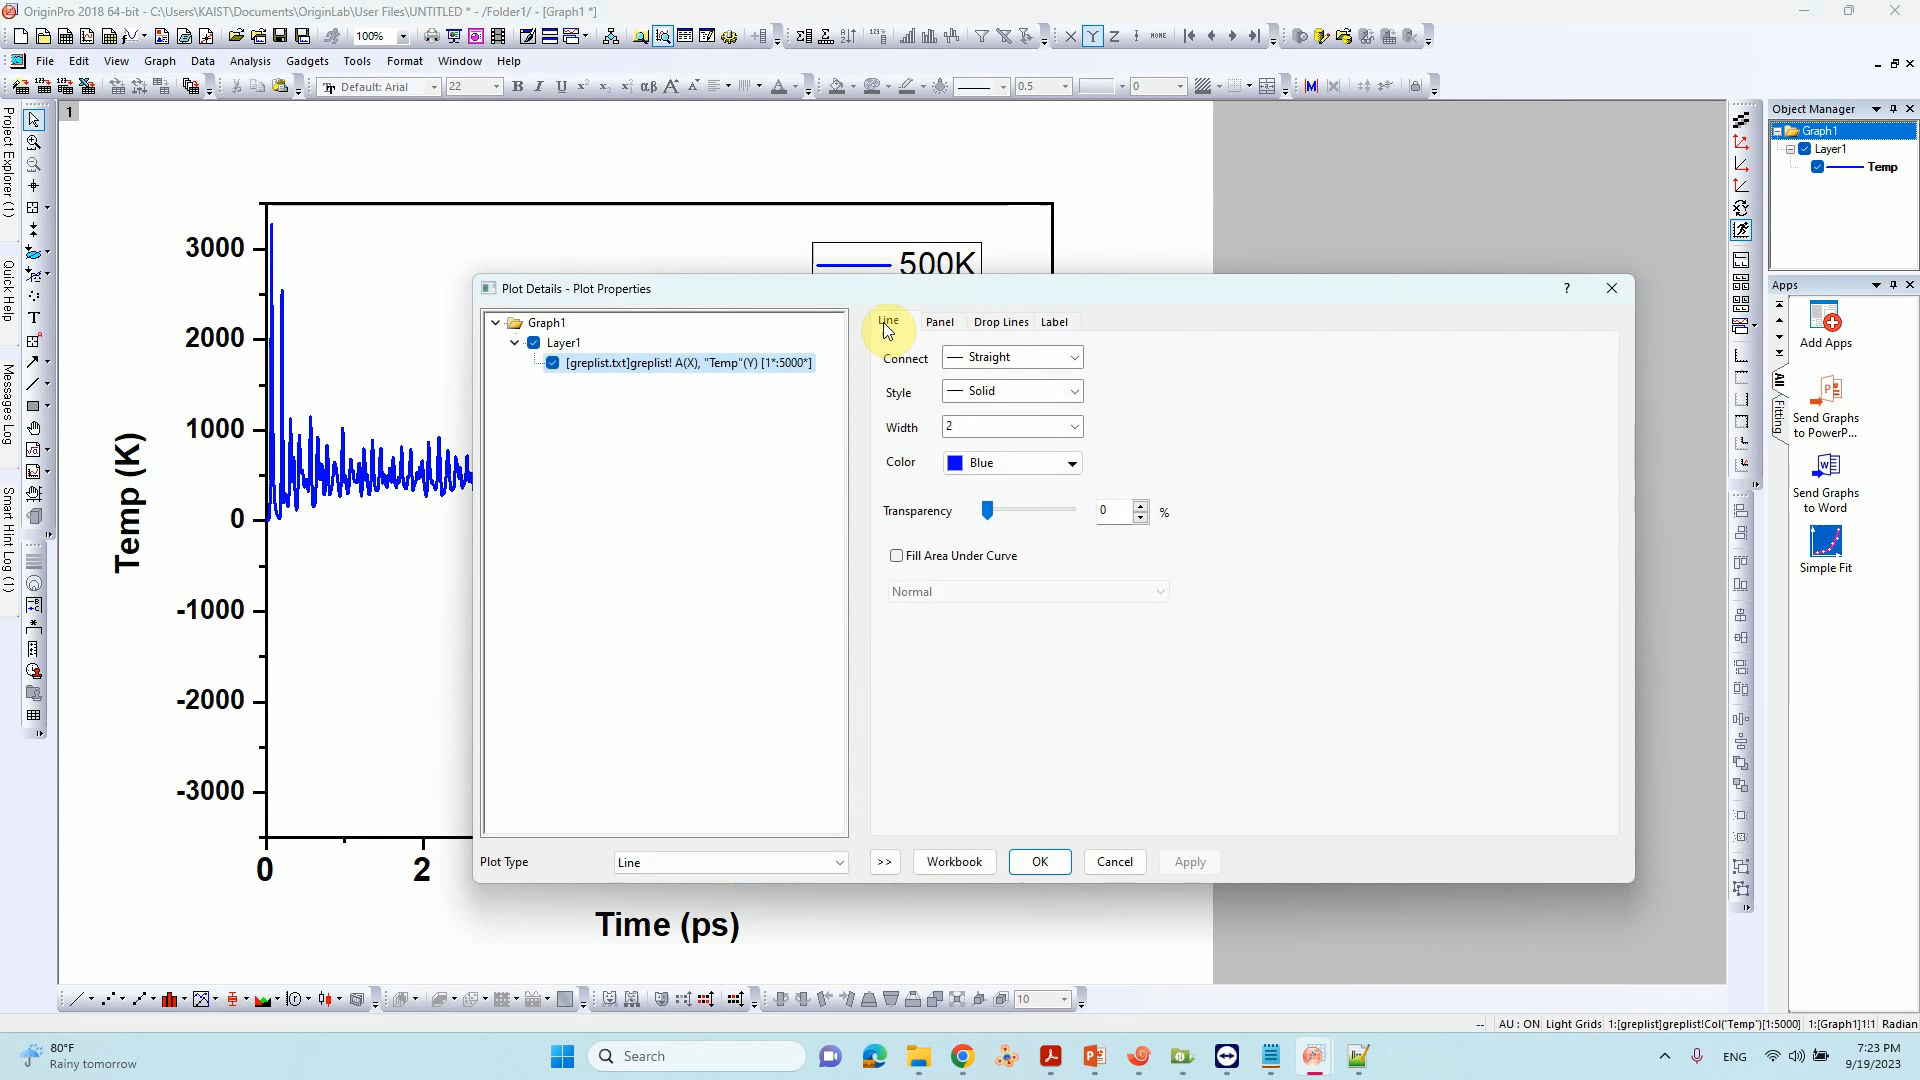 OriginPro 2018 64-bit - C:\Users\KAIST\Documents\OriginLab\User Files\UNTITLED * - /Folder1/ - [Graph1 *]
100%
X Y Z HOME
File Edit View Graph Data Analysis Gadgets Tools Format Window Help
Default: Arial 22 B I U αβ A A 0.5 0
1
Project Explorer (1)
Quick Help
Messages Log
Smart Hint Log (1)
Object Manager
Graph1
Layer1
Temp
Apps
All
Fitting
Add Apps
Send Graphs
to PowerP...
Send Graphs
to Word
Simple Fit
3000
2000
1000
0
-1000
-2000
-3000
Temp (K)
500K
0 2
Time (ps)
Plot Details - Plot Properties
?
Graph1
Layer1
[greplist.txt]greplist! A(X), "Temp"(Y) [1*:5000*]
Line Panel Drop Lines Label
Connect Straight
Style Solid
Width 2
Color Blue
Transparency 0 %
Fill Area Under Curve
Normal
Plot Type Line >> Workbook OK Cancel Apply
10
-- AU : ON Light Grids 1:[greplist]greplist!Col("Temp")[1:5000] 1:[Graph1]1!1 Radian
80°F
Rainy tomorrow
Search
ENG
7:23 PM
9/19/2023